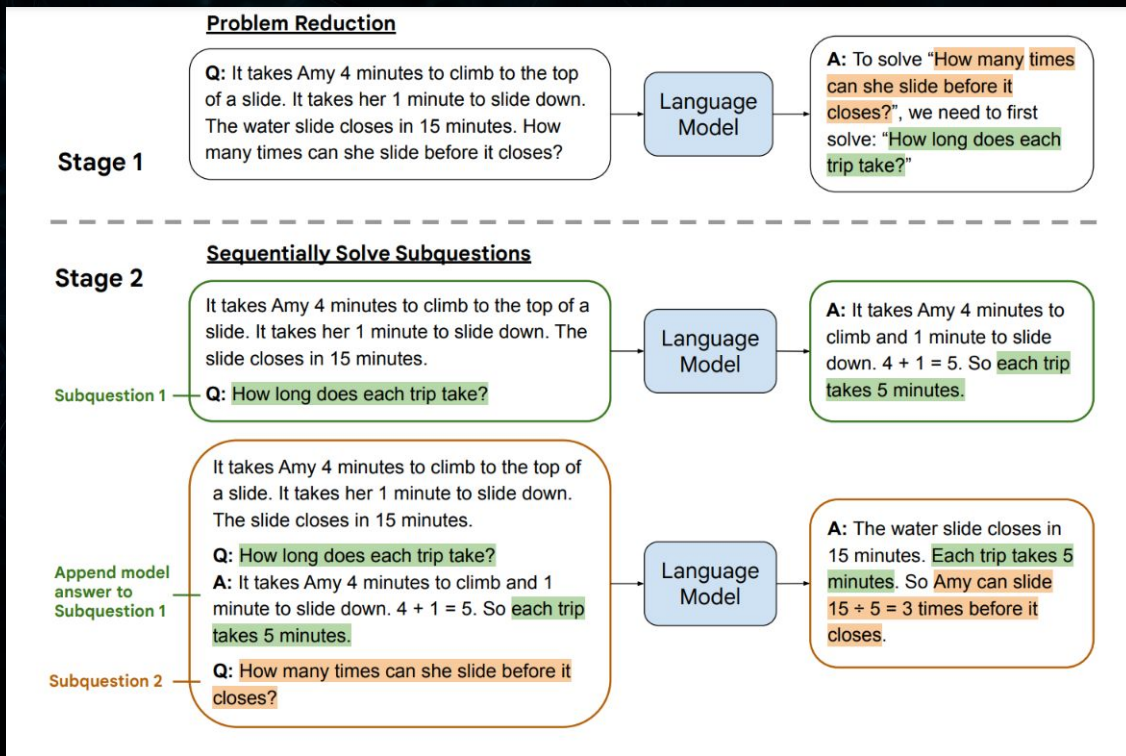 Problem Reduction
Q: It takes Amy 4 minutes to climb to the top
of a slide. It takes her 1 minute to slide down.
The water slide closes in 15 minutes. How
many times can she slide before it closes?
Language
Model
A: To solve “How many times
can she slide before it
closes?”, we need to first
solve: “How long does each
trip take?”
Stage 1
Stage 2
Sequentially Solve Subquestions
It takes Amy 4 minutes to climb to the top of a
slide. It takes her 1 minute to slide down. The
slide closes in 15 minutes.
Subquestion 1
Q: How long does each trip take?
Language
Model
A: It takes Amy 4 minutes to
climb and 1 minute to slide
down. 4 + 1 = 5. So each trip
takes 5 minutes.
It takes Amy 4 minutes to climb to the top of
a slide. It takes her 1 minute to slide down.
The slide closes in 15 minutes.
Q: How long does each trip take?
Append model
answer to
Subquestion 1
A: It takes Amy 4 minutes to climb and 1
minute to slide down. 4 + 1 = 5. So each trip
takes 5 minutes.
Subquestion 2
Q: How many times can she slide before it
closes?
Language
Model
A: The water slide closes in
15 minutes. Each trip takes 5
minutes. So Amy can slide
15 ÷ 5 = 3 times before it
closes.